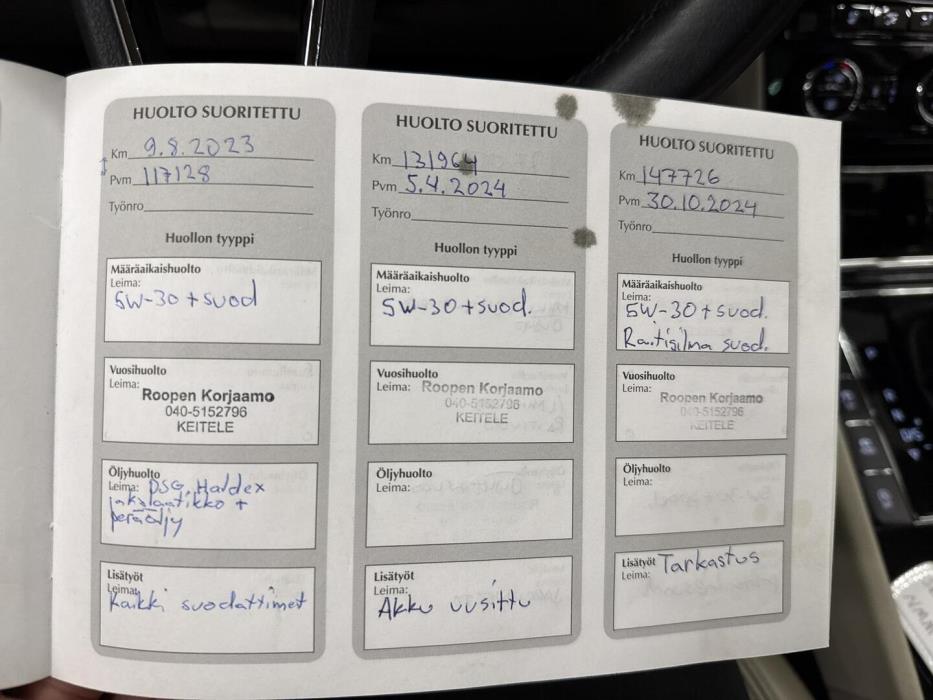 HUOLTO SUORITETTU
Km 9.8.2023
Pvm 117128
Työnro
Huollon tyyppi
Määräaikaishuolto
Leima:
5W-30 + suod
Vuosihuolto
Leima:
Roopen Korjaamo
040-5152796
KEITELE
Öljyhuolto
Leima: DSG, Haldex
jakolaatikko +
peräöljy
Lisätyöt
Leima:
Kaikki suodattimet
HUOLTO SUORITETTU
Km 131964
Pvm 5.4.2024
Työnro
Huollon tyyppi
Määräaikaishuolto
Leima:
5W-30 + suod.
Vuosihuolto
Leima: Roopen Korjaamo
040-5152796
KEITELE
Öljyhuolto
Leima:
Lisätyöt
Leima:
Akku uusittu
HUOLTO SUORITETTU
Km 147726
Pvm 30.10.2024
Työnro
Huollon tyyppi
Määräaikaishuolto
Leima:
5W-30 + suod.
Raitisilma suod.
Vuosihuolto
Leima:
Roopen Korjaamo
040-5152796
KEITELE
Öljyhuolto
Leima:
Lisätyöt Tarkastus
Leima: